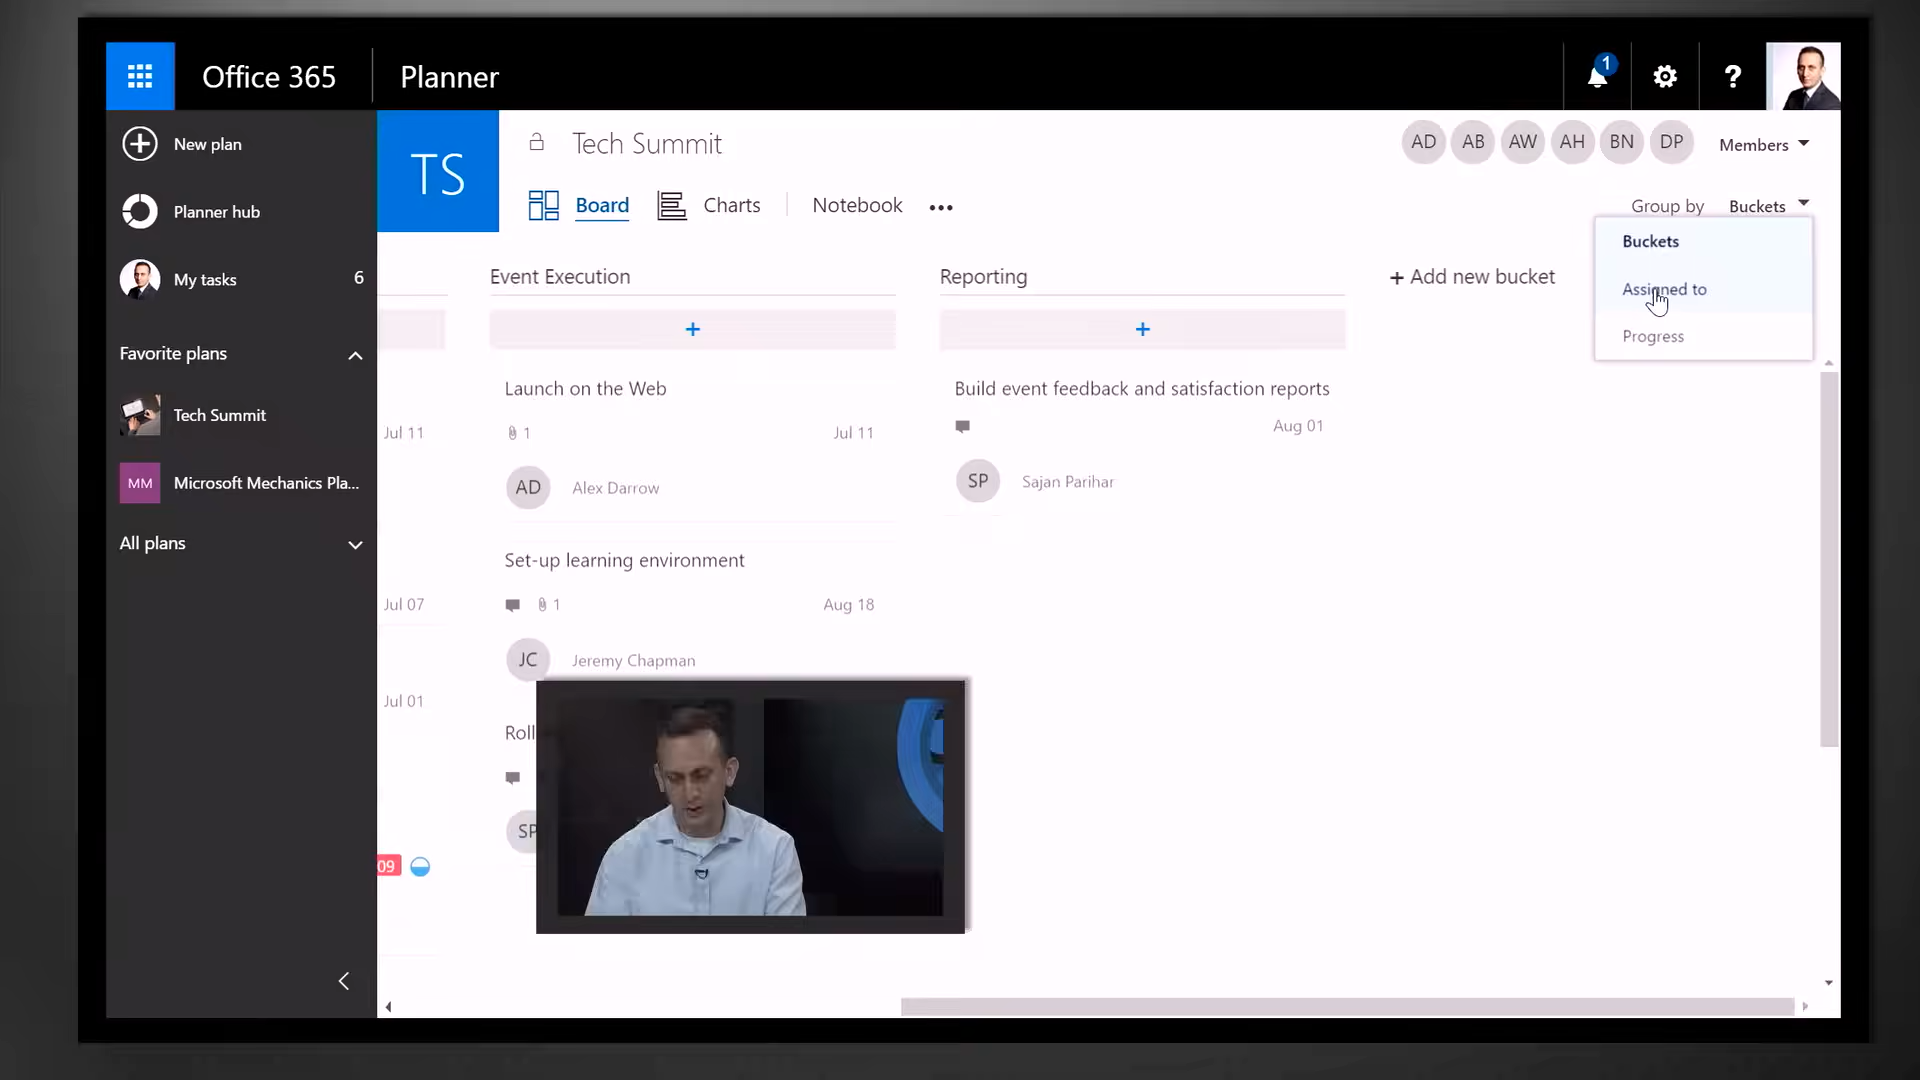 Office 365
Planner
1
?
New plan
Planner hub
My tasks 6
Favorite plans
Tech Summit
MM Microsoft Mechanics Pla...
All plans
TS
Tech Summit
AD AB AW AH BN DP Members
Board Charts Notebook ...
Group by Buckets
Buckets
Assigned to
Progress
Jul 11
Jul 07
Jul 01
09
Event Execution
+
Launch on the Web
1 Jul 11
AD Alex Darrow
Set-up learning environment
1 Aug 18
JC Jeremy Chapman
Roll
SP
Reporting
+
Build event feedback and satisfaction reports
Aug 01
SP Sajan Parihar
+ Add new bucket